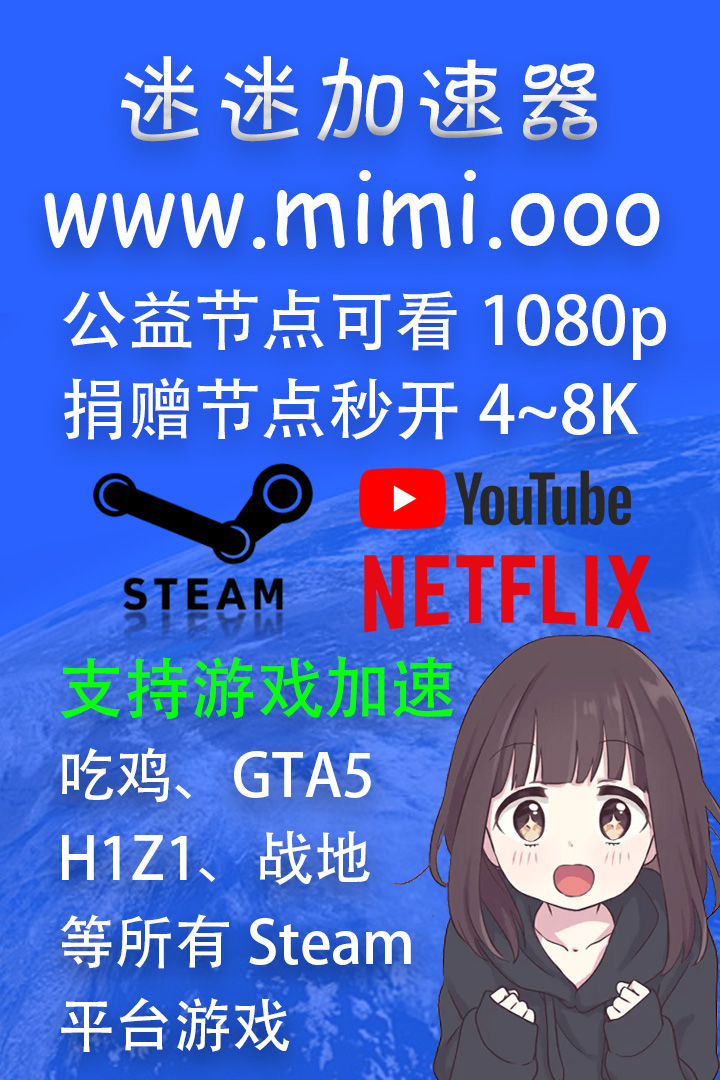 迷迷加速器
www.mimi.ooo
公益节点可看 1080p
捐赠节点秒开 4~8K
STEAM
YouTube
NETFLIX
支持游戏加速
吃鸡、GTA5
H1Z1、战地
等所有 Steam
平台游戏